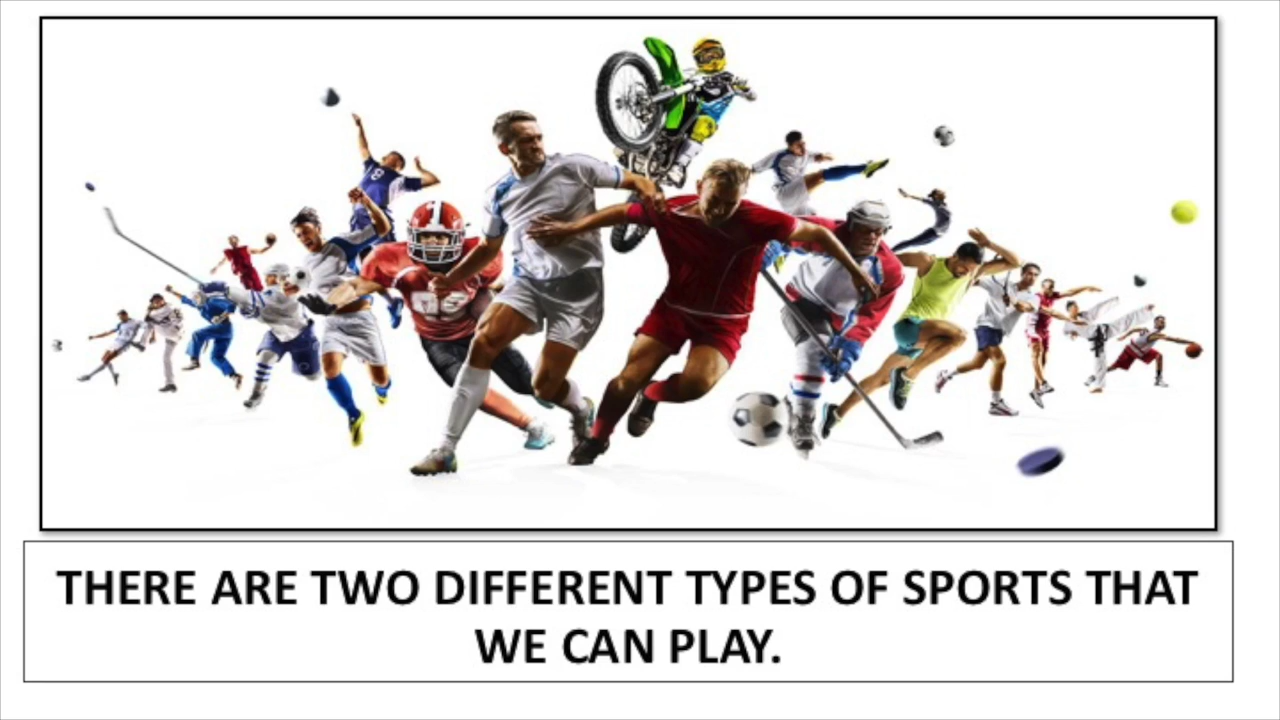 THERE ARE TWO DIFFERENT TYPES OF SPORTS THAT
WE CAN PLAY.